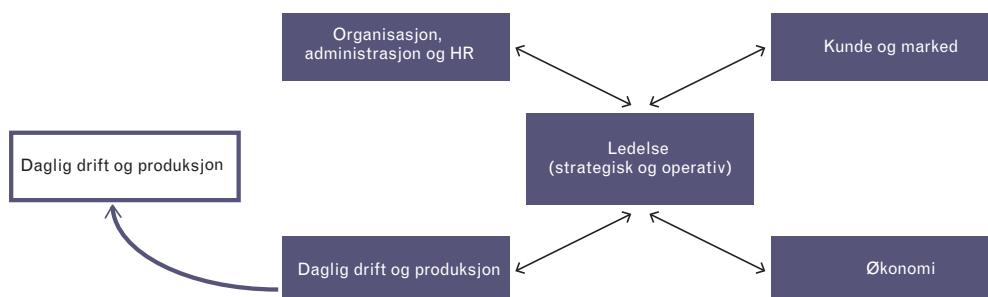 Organisasjon,
administrasjon og HR
Kunde og marked
Ledelse
(strategisk og operativ)
Daglig drift og produksjon
Daglig drift og produksjon
Økonomi